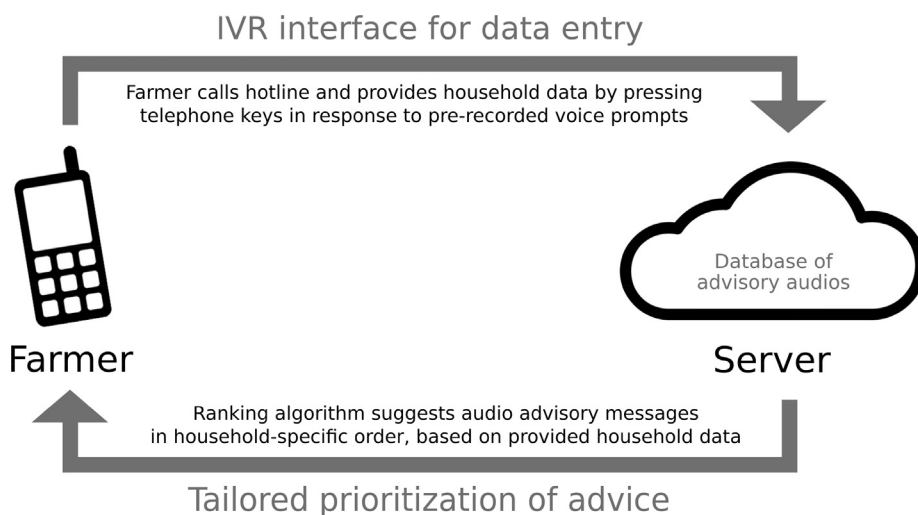 IVR interface for data entry
Farmer calls hotline and provides household data by pressing
telephone keys in response to pre-recorded voice prompts
Database of
advisory audios
Farmer
Server
Ranking algorithm suggests audio advisory messages
in household-specific order, based on provided household data
Tailored prioritization of advice